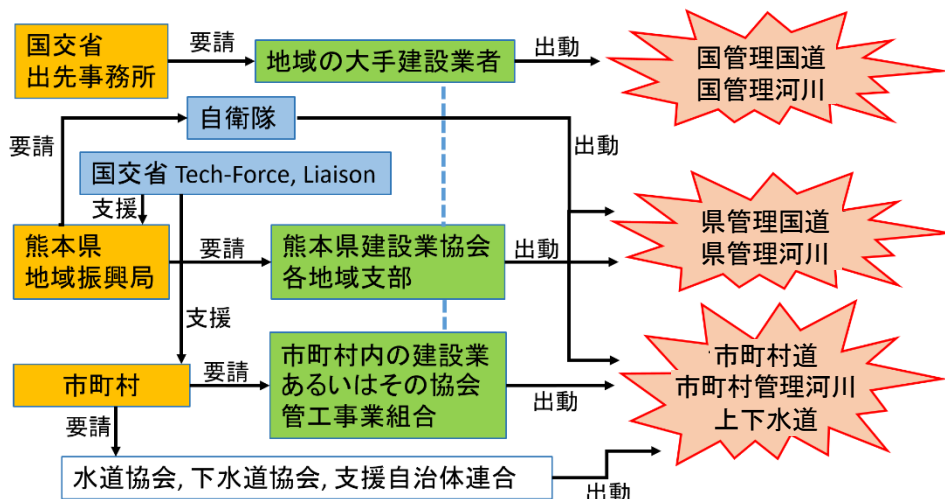 国交省
出先事務所
要請
地域の大手建設業者
出動
国管理国道
国管理河川
要請
自衛隊
出動
国交省 Tech-Force, Liaison
支援
熊本県
地域振興局
要請
熊本県建設業協会
各地域支部
出動
県管理国道
県管理河川
支援
市町村
要請
市町村内の建設業
あるいはその協会
管工事業組合
出動
市町村道
市町村管理河川
上下水道
要請
水道協会, 下水道協会, 支援自治体連合
出動